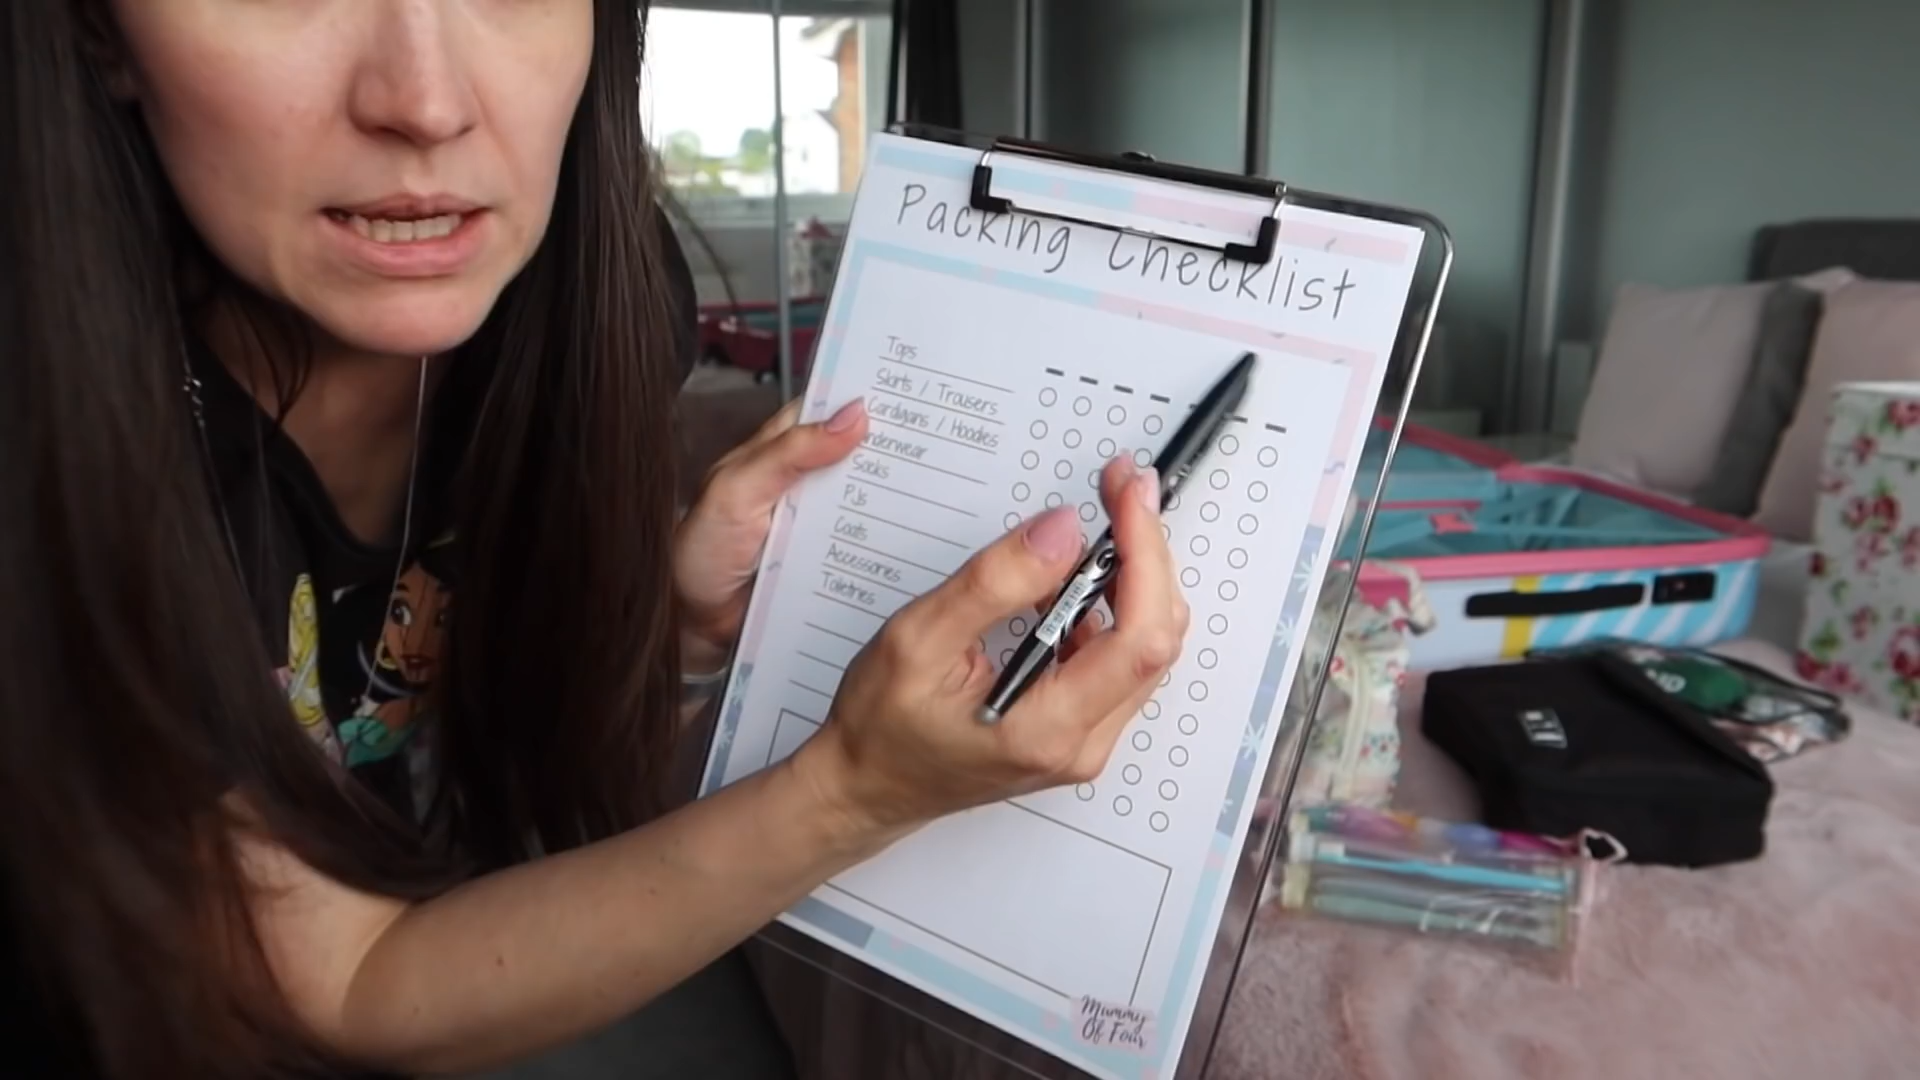 Packing Checklist
Tops
Skirts / Trousers
Cardigans / Hoodies
Underwear
Socks
PJs
Coats
Accessories
Toiletries
Mummy
Of Four